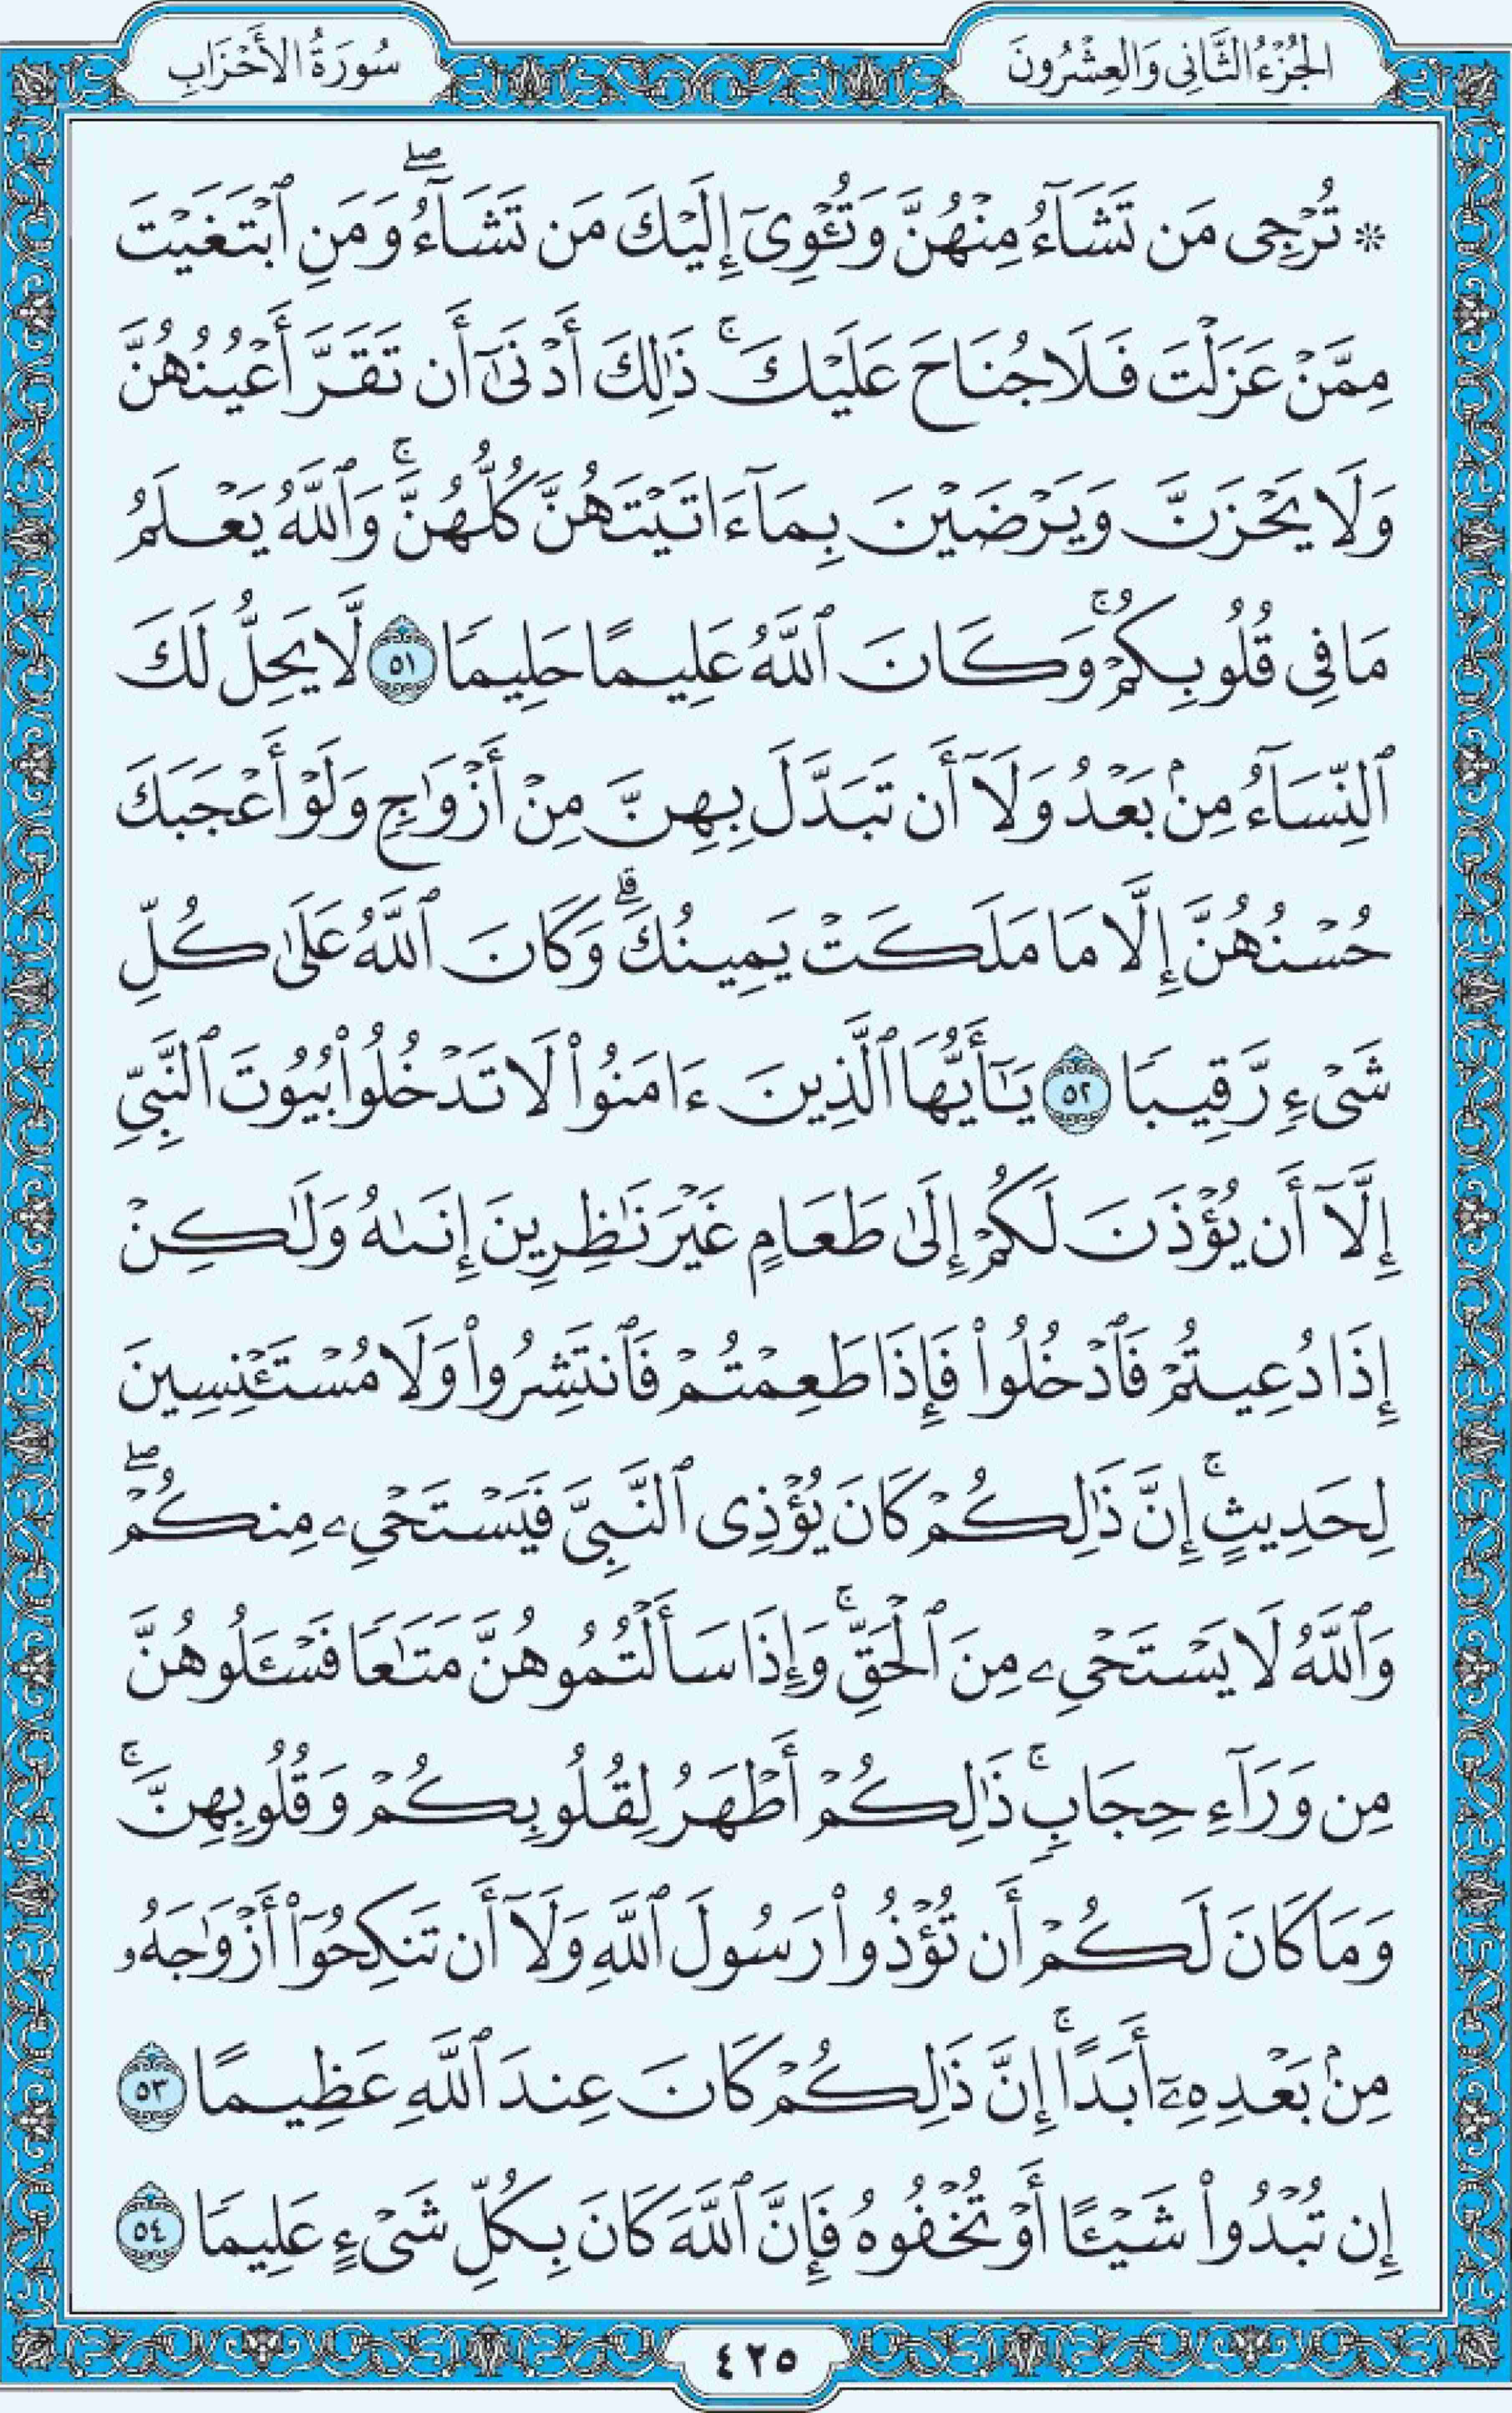 الجُزْءُ الثَّانِي وَالعِشْرُونَ
سُورَةُ الأَحْزَابِ
* تُرْجِى مَن تَشَآءُ مِنْهُنَّ وَتُـْٔوِىٓ إِلَيْكَ مَن تَشَآءُۖ وَمَنِ ٱبْتَغَيْتَ
مِمَّنْ عَزَلْتَ فَلَا جُنَاحَ عَلَيْكَۚ ذَٰلِكَ أَدْنَىٰٓ أَن تَقَرَّ أَعْيُنُهُنَّ
وَلَا يَحْزَنَّ وَيَرْضَيْنَ بِمَآ ءَاتَيْتَهُنَّ كُلُّهُنَّۚ وَٱللَّهُ يَعْلَمُ
مَا فِى قُلُوبِكُمْۚ وَكَانَ ٱللَّهُ عَلِيمًا حَلِيمًا ٥١ لَّا يَحِلُّ لَكَ
ٱلنِّسَآءُ مِنۢ بَعْدُ وَلَآ أَن تَبَدَّلَ بِهِنَّ مِنْ أَزْوَٰجٍ وَلَوْ أَعْجَبَكَ
حُسْنُهُنَّ إِلَّا مَا مَلَكَتْ يَمِينُكَۗ وَكَانَ ٱللَّهُ عَلَىٰ كُلِّ
شَىْءٍ رَّقِيبًا ٥٢ يَٰٓأَيُّهَا ٱلَّذِينَ ءَامَنُوا۟ لَا تَدْخُلُوا۟ بُيُوتَ ٱلنَّبِىِّ
إِلَّآ أَن يُؤْذَنَ لَكُمْ إِلَىٰ طَعَامٍ غَيْرَ نَٰظِرِينَ إِنَىٰهُ وَلَٰكِنْ
إِذَا دُعِيتُمْ فَٱدْخُلُوا۟ فَإِذَا طَعِمْتُمْ فَٱنتَشِرُوا۟ وَلَا مُسْتَـْٔنِسِينَ
لِحَدِيثٍۚ إِنَّ ذَٰلِكُمْ كَانَ يُؤْذِى ٱلنَّبِىَّ فَيَسْتَحْىِۦ مِنكُمْۖ
وَٱللَّهُ لَا يَسْتَحْىِۦ مِنَ ٱلْحَقِّۚ وَإِذَا سَأَلْتُمُوهُنَّ مَتَٰعًا فَسْـَٔلُوهُنَّ
مِن وَرَآءِ حِجَابٍۚ ذَٰلِكُمْ أَطْهَرُ لِقُلُوبِكُمْ وَقُلُوبِهِنَّۚ
وَمَا كَانَ لَكُمْ أَن تُؤْذُوا۟ رَسُولَ ٱللَّهِ وَلَآ أَن تَنكِحُوٓا۟ أَزْوَٰجَهُۥ
مِنۢ بَعْدِهِۦٓ أَبَدًاۚ إِنَّ ذَٰلِكُمْ كَانَ عِندَ ٱللَّهِ عَظِيمًا ٥٣
إِن تُبْدُوا۟ شَيْـًٔا أَوْ تُخْفُوهُ فَإِنَّ ٱللَّهَ كَانَ بِكُلِّ شَىْءٍ عَلِيمًا ٥٤
٤٢٥